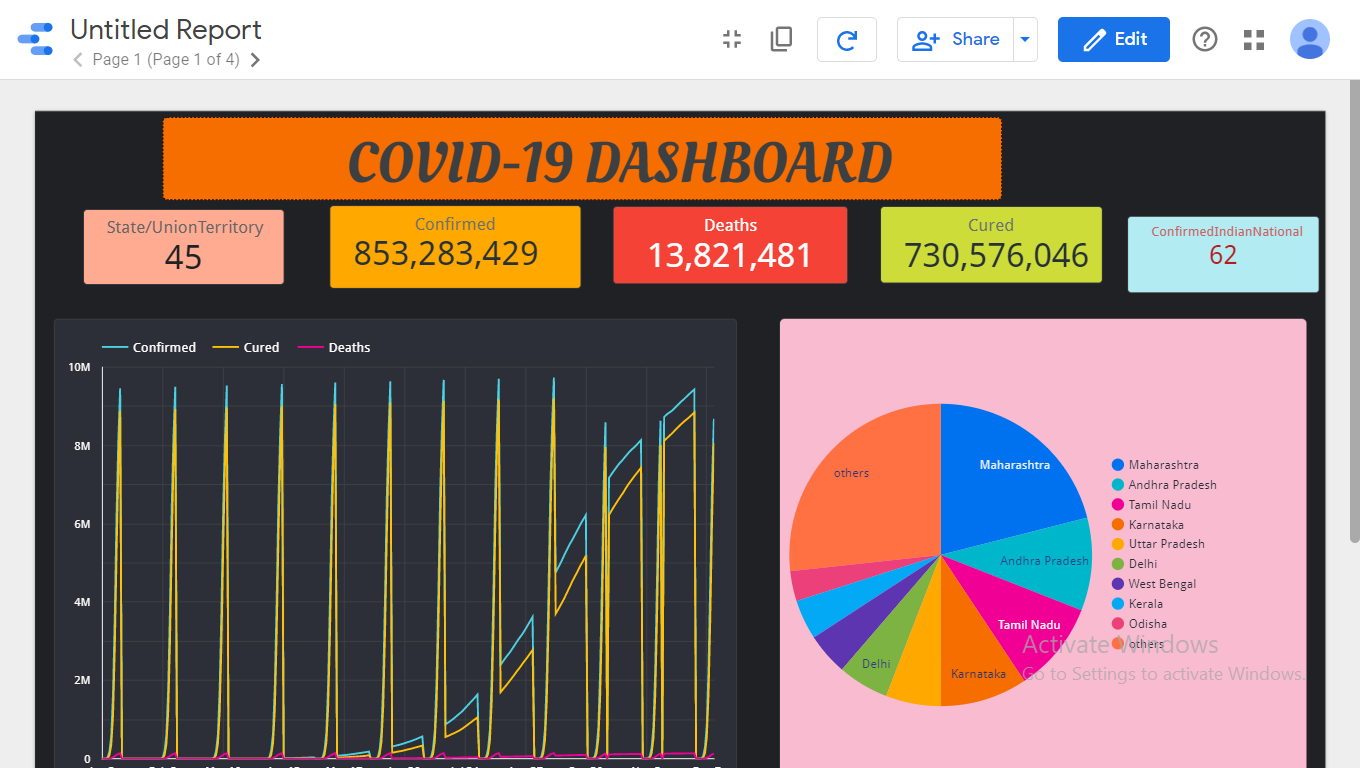 Untitled Report
Page 1 (Page 1 of 4)
Share
Edit
COVID-19 DASHBOARD
State/UnionTerritory
45
Confirmed
853,283,429
Deaths
13,821,481
Cured
730,576,046
ConfirmedIndianNational
62
Confirmed Cured Deaths
10M
8M
6M
4M
2M
0
others
Maharashtra
Andhra Pradesh
Tamil Nadu
Karnataka
Delhi
Maharashtra
Andhra Pradesh
Tamil Nadu
Karnataka
Uttar Pradesh
Delhi
West Bengal
Kerala
Odisha
others
Activate Windows
Go to Settings to activate Windows.